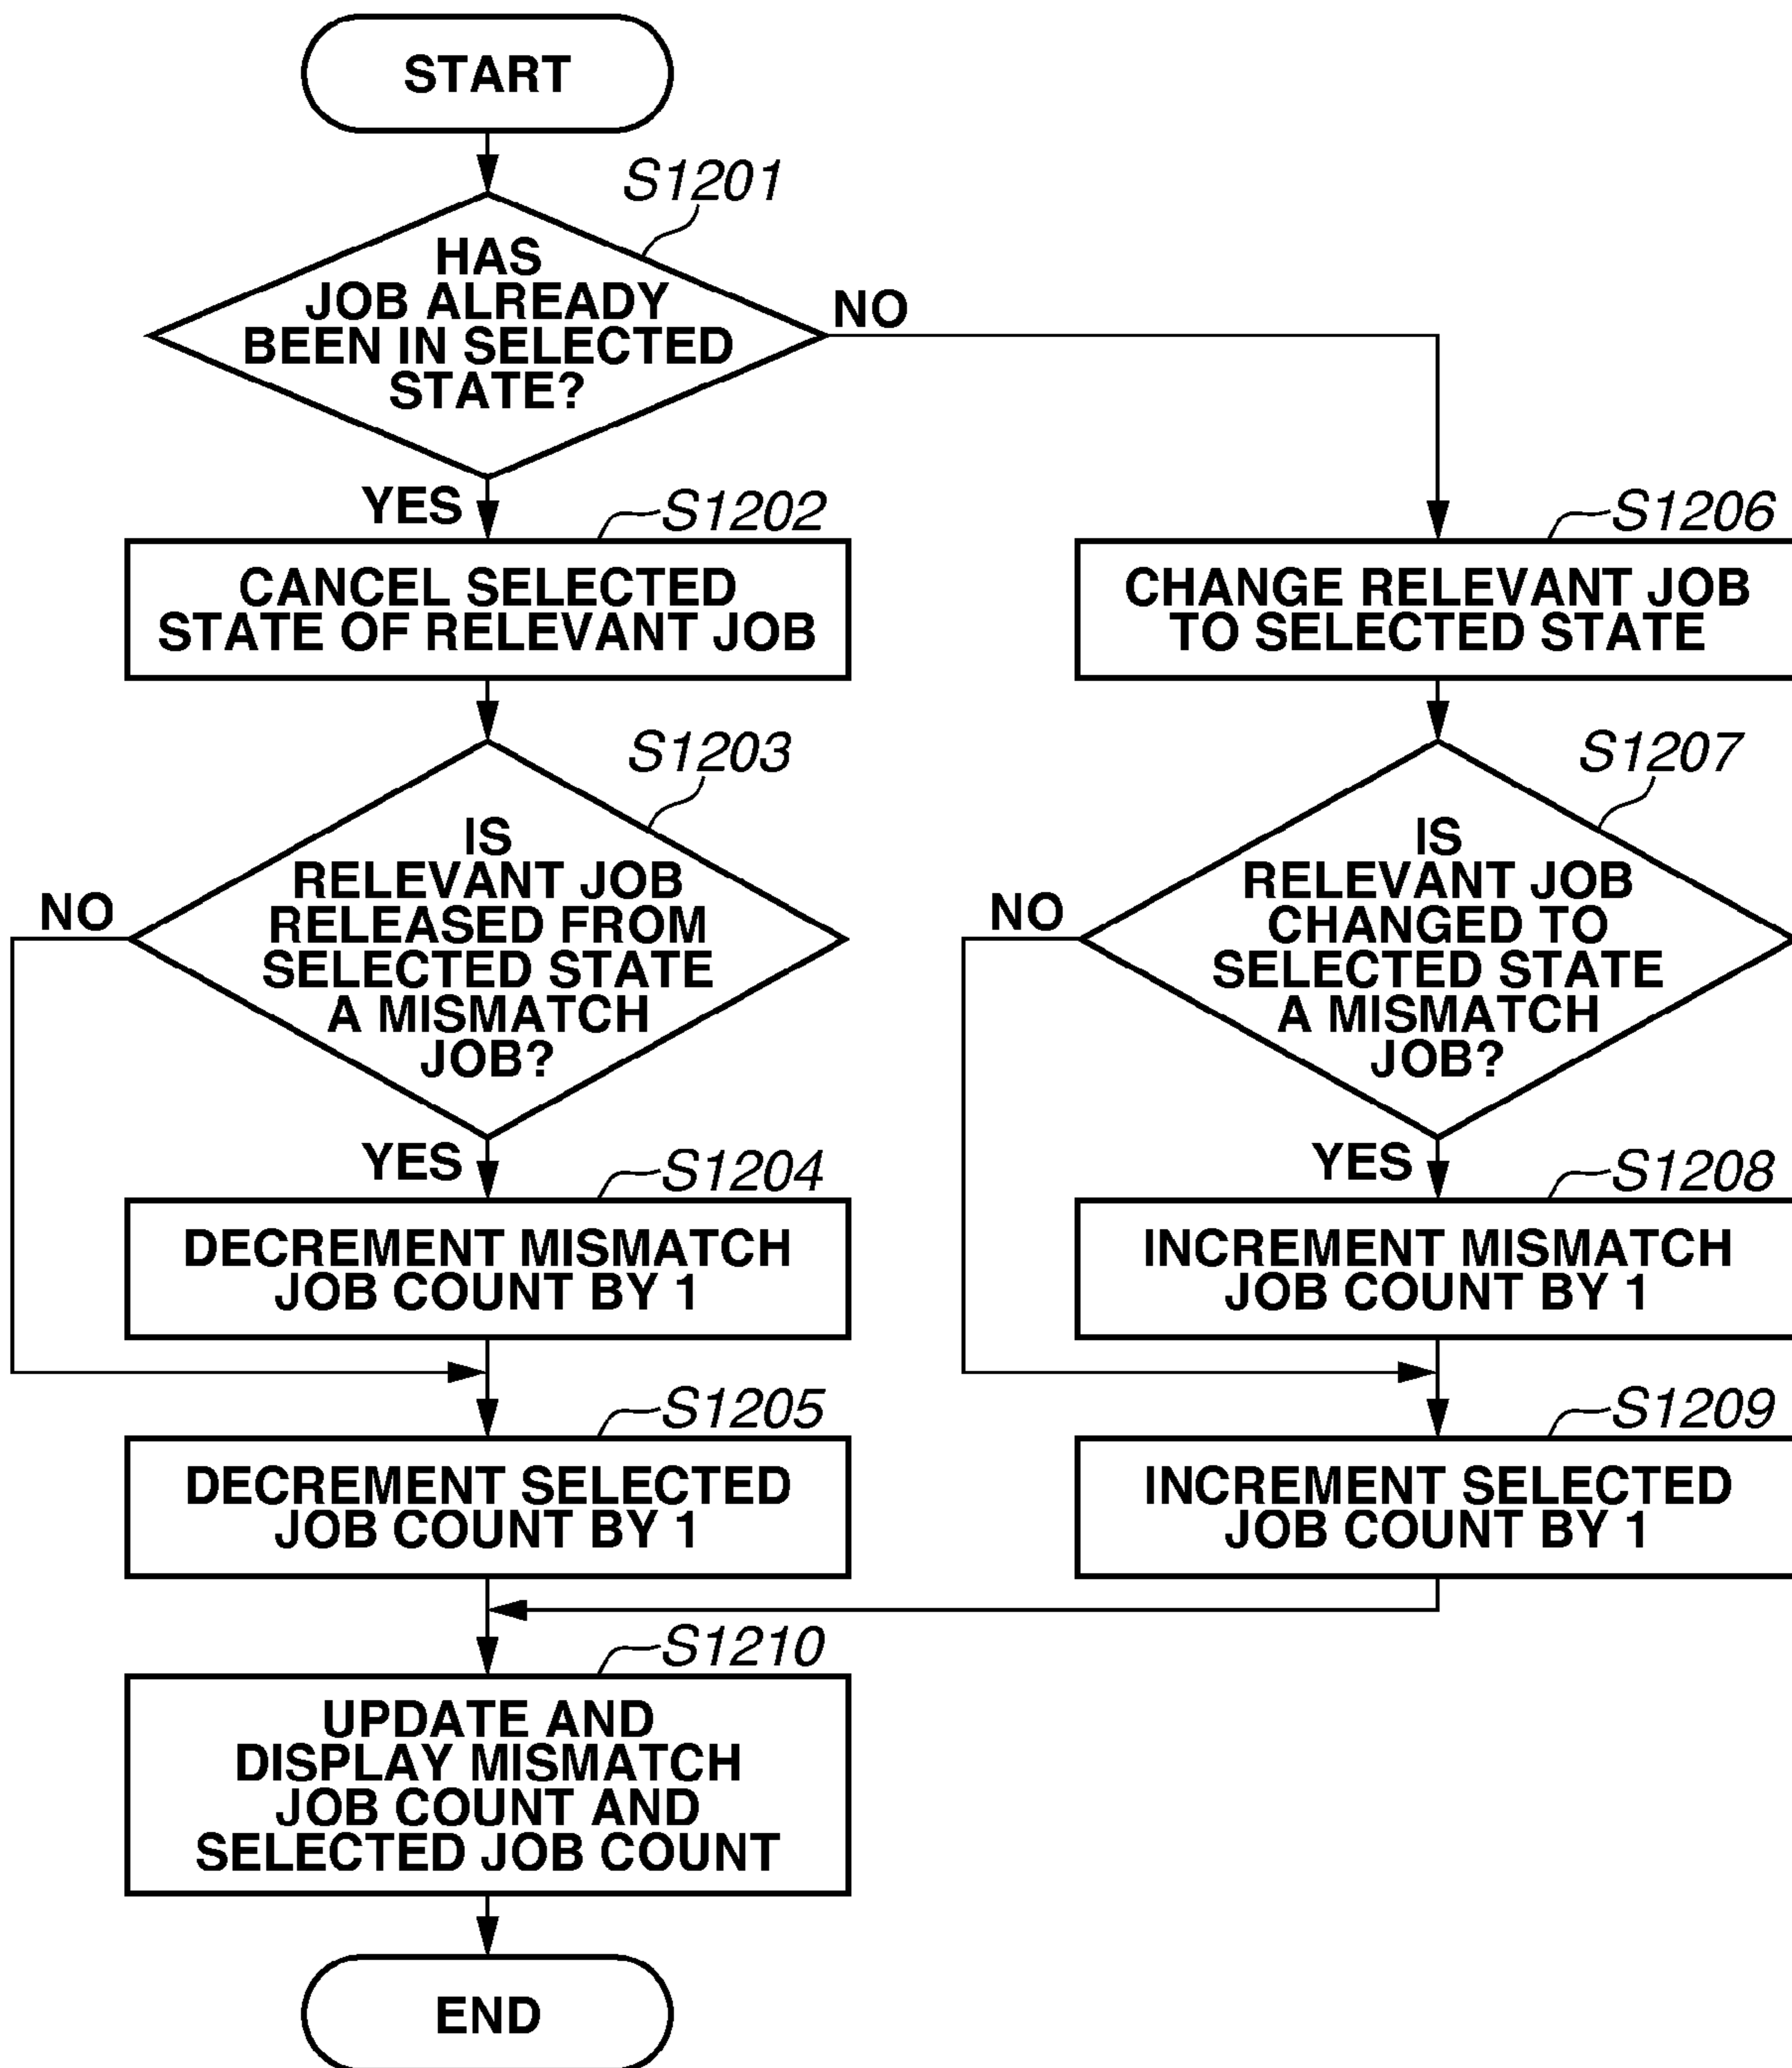 START
S1201
HAS
JOB ALREADY
BEEN IN SELECTED
STATE?
NO
YES
S1202
CANCEL SELECTED
STATE OF RELEVANT JOB
S1203
IS
RELEVANT JOB
RELEASED FROM
SELECTED STATE
A MISMATCH
JOB?
NO
YES
S1204
DECREMENT MISMATCH
JOB COUNT BY 1
S1205
DECREMENT SELECTED
JOB COUNT BY 1
S1206
CHANGE RELEVANT JOB
TO SELECTED STATE
S1207
IS
RELEVANT JOB
CHANGED TO
SELECTED STATE
A MISMATCH
JOB?
NO
YES
S1208
INCREMENT MISMATCH
JOB COUNT BY 1
S1209
INCREMENT SELECTED
JOB COUNT BY 1
S1210
UPDATE AND
DISPLAY MISMATCH
JOB COUNT AND
SELECTED JOB COUNT
END